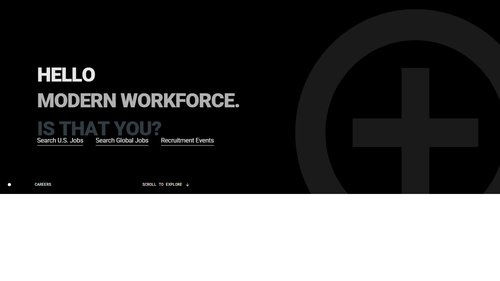 HELLO
MODERN WORKFORCE.
IS THAT YOU?
Search U.S. Jobs Search Global Jobs Recruitment Events
CAREERS SCROLL TO EXPLORE ↓